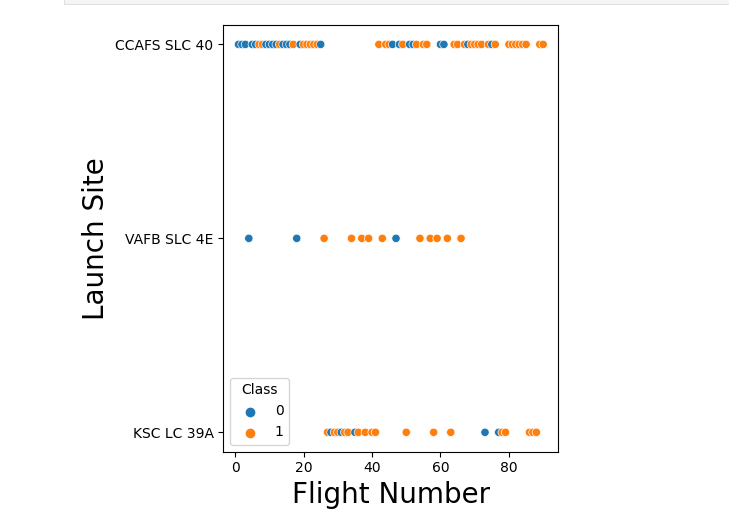 Launch Site
CCAFS SLC 40
VAFB SLC 4E
KSC LC 39A
Class
0
1
0 20 40 60 80
Flight Number